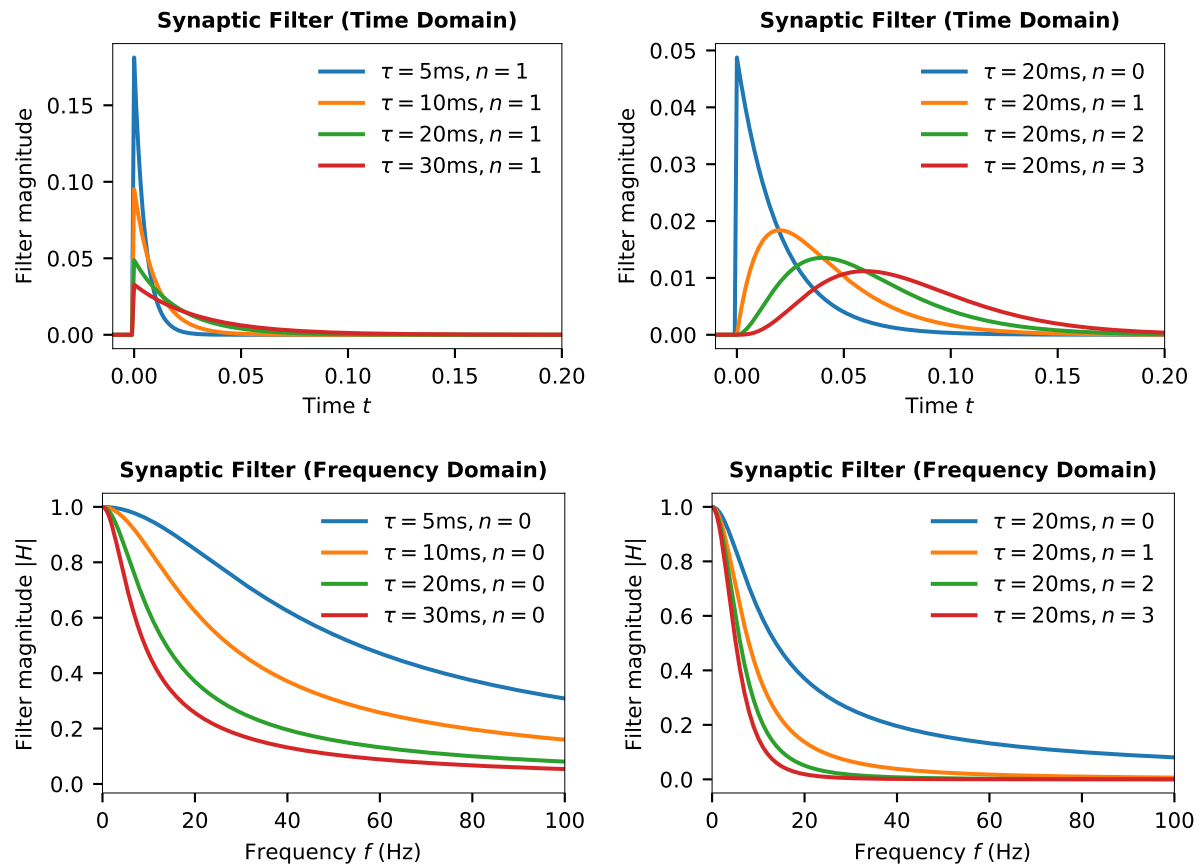 Synaptic Filter (Time Domain)
Filter magnitude
0.15
0.10
0.05
0.00
τ = 5ms, n = 1
τ = 10ms, n = 1
τ = 20ms, n = 1
τ = 30ms, n = 1
0.00 0.05 0.10 0.15 0.20
Time t
Synaptic Filter (Time Domain)
Filter magnitude
0.05
0.04
0.03
0.02
0.01
0.00
τ = 20ms, n = 0
τ = 20ms, n = 1
τ = 20ms, n = 2
τ = 20ms, n = 3
0.00 0.05 0.10 0.15 0.20
Time t
Synaptic Filter (Frequency Domain)
Filter magnitude |H|
1.0
0.8
0.6
0.4
0.2
0.0
τ = 5ms, n = 0
τ = 10ms, n = 0
τ = 20ms, n = 0
τ = 30ms, n = 0
0 20 40 60 80 100
Frequency f (Hz)
Synaptic Filter (Frequency Domain)
Filter magnitude |H|
1.0
0.8
0.6
0.4
0.2
0.0
τ = 20ms, n = 0
τ = 20ms, n = 1
τ = 20ms, n = 2
τ = 20ms, n = 3
0 20 40 60 80 100
Frequency f (Hz)